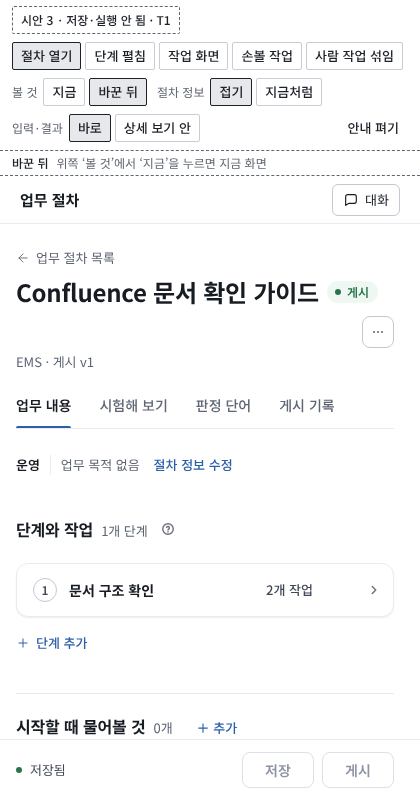 시안 3 · 저장·실행 안 됨 · T1
절차 열기 단계 펼침 작업 화면 손볼 작업 사람 작업 섞임
볼 것 지금 바꾼 뒤 절차 정보 접기 지금처럼
입력·결과 바로 상세 보기 안 안내 펴기
바꾼 뒤 위쪽 ‘볼 것’에서 ‘지금’을 누르면 지금 화면
업무 절차 대화
← 업무 절차 목록
Confluence 문서 확인 가이드 게시
···
EMS · 게시 v1
업무 내용 시험해 보기 판정 단어 게시 기록
운영 업무 목적 없음 절차 정보 수정
단계와 작업 1개 단계
1 문서 구조 확인 2개 작업
+ 단계 추가
시작할 때 물어볼 것 0개 + 추가
저장됨 저장 게시